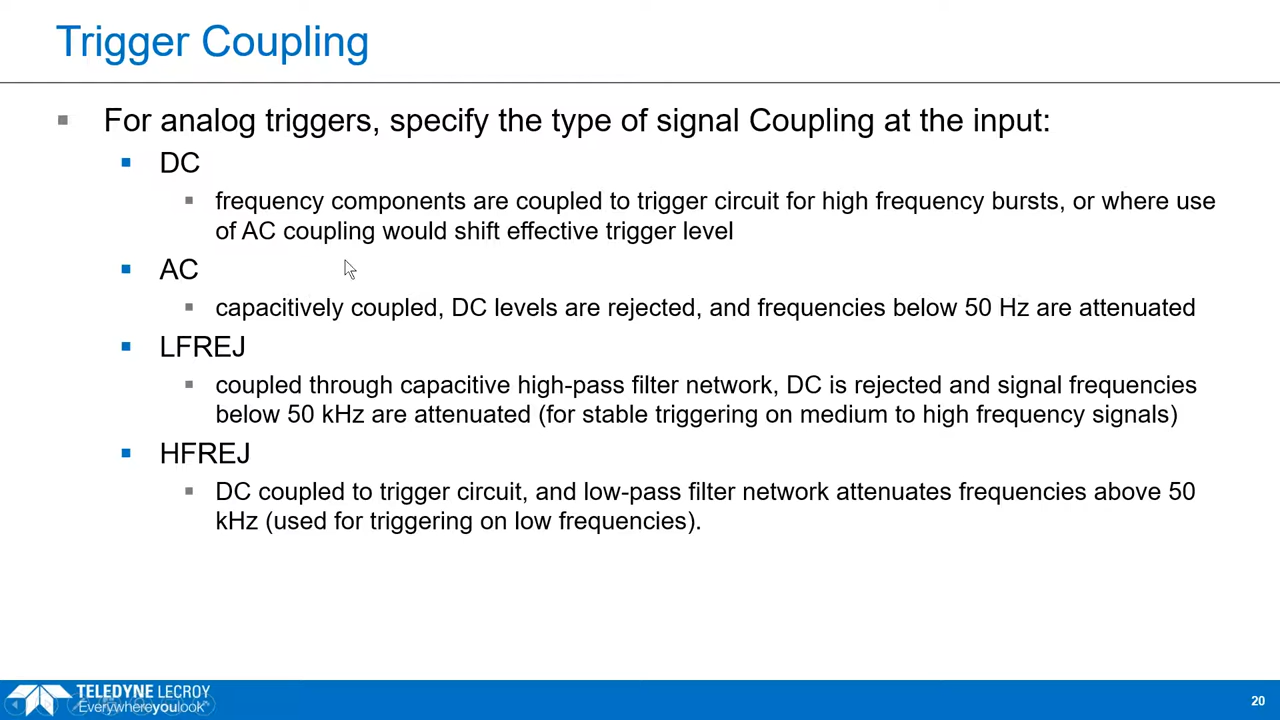 Trigger Coupling
For analog triggers, specify the type of signal Coupling at the input:
DC
frequency components are coupled to trigger circuit for high frequency bursts, or where use
of AC coupling would shift effective trigger level
AC
capacitively coupled, DC levels are rejected, and frequencies below 50 Hz are attenuated
LFREJ
coupled through capacitive high-pass filter network, DC is rejected and signal frequencies
below 50 kHz are attenuated (for stable triggering on medium to high frequency signals)
HFREJ
DC coupled to trigger circuit, and low-pass filter network attenuates frequencies above 50
kHz (used for triggering on low frequencies).
TELEDYNE LECROY
Everywhereyoulook
20